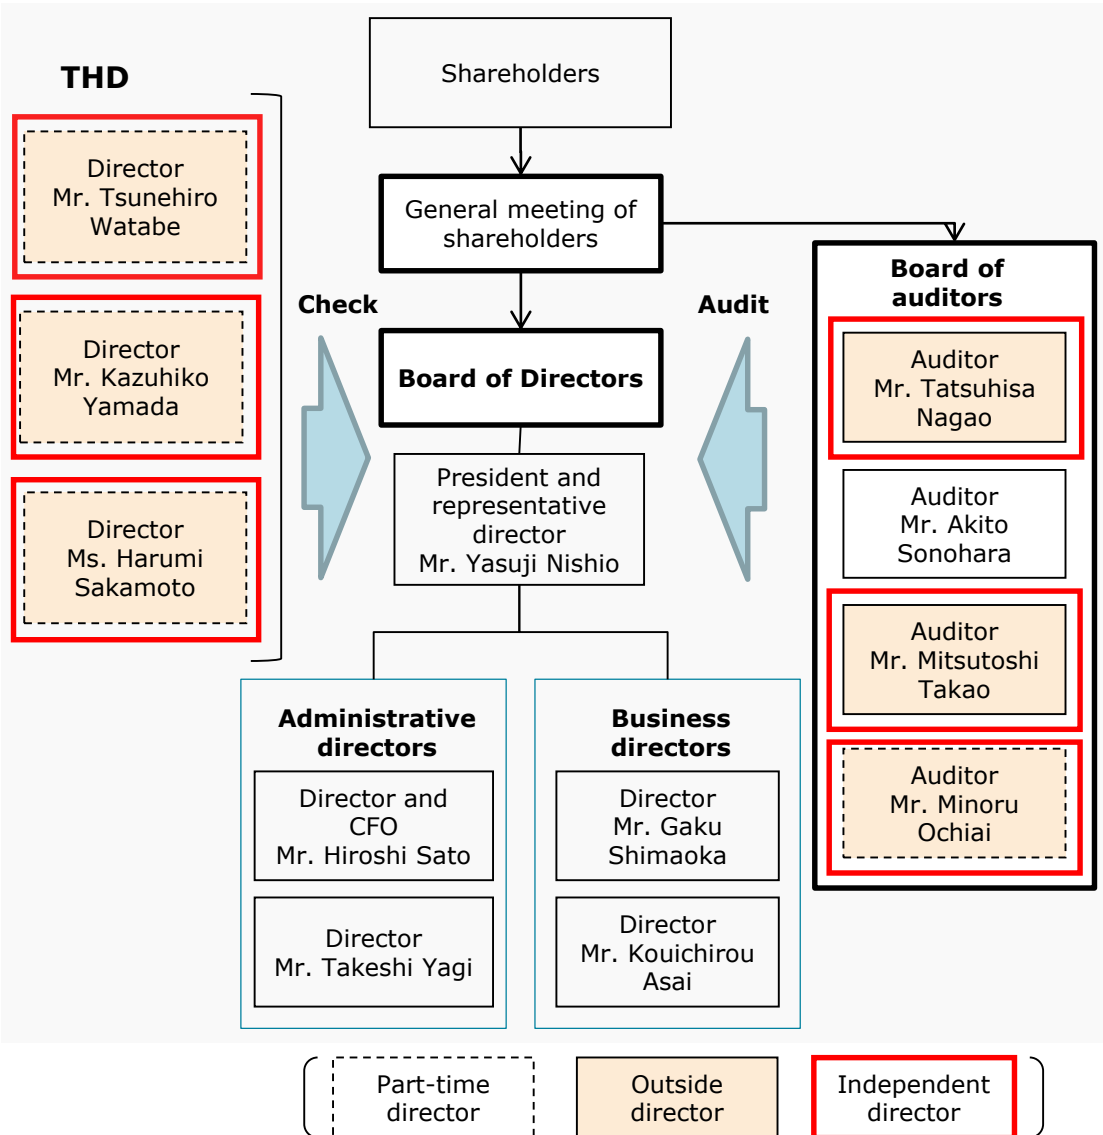 THD
Director
Mr. Tsunehiro
Watabe
Director
Mr. Kazuhiko
Yamada
Director
Ms. Harumi
Sakamoto
Shareholders
General meeting of
shareholders
Check
Audit
Board of Directors
President and
representative
director
Mr. Yasuji Nishio
Board of
auditors
Auditor
Mr. Tatsuhisa
Nagao
Auditor
Mr. Akito
Sonohara
Auditor
Mr. Mitsutoshi
Takao
Auditor
Mr. Minoru
Ochiai
Administrative
directors
Director and
CFO
Mr. Hiroshi Sato
Director
Mr. Takeshi Yagi
Business
directors
Director
Mr. Gaku
Shimaoka
Director
Mr. Kouichirou
Asai
Part-time
director
Outside
director
Independent
director